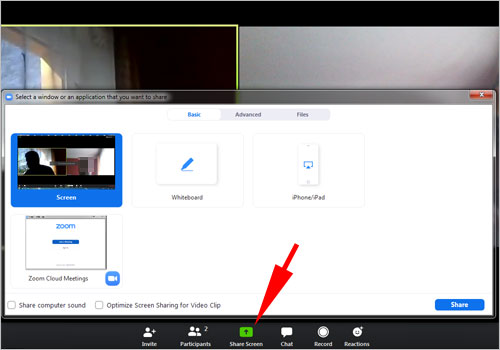 Select a window or an application that you want to share
Basic Advanced Files
Screen Whiteboard iPhone/iPad
zoom
Zoom Cloud Meetings
Share computer sound Optimize Screen Sharing for Video Clip Share
2
Invite Participants Share Screen Chat Record Reactions